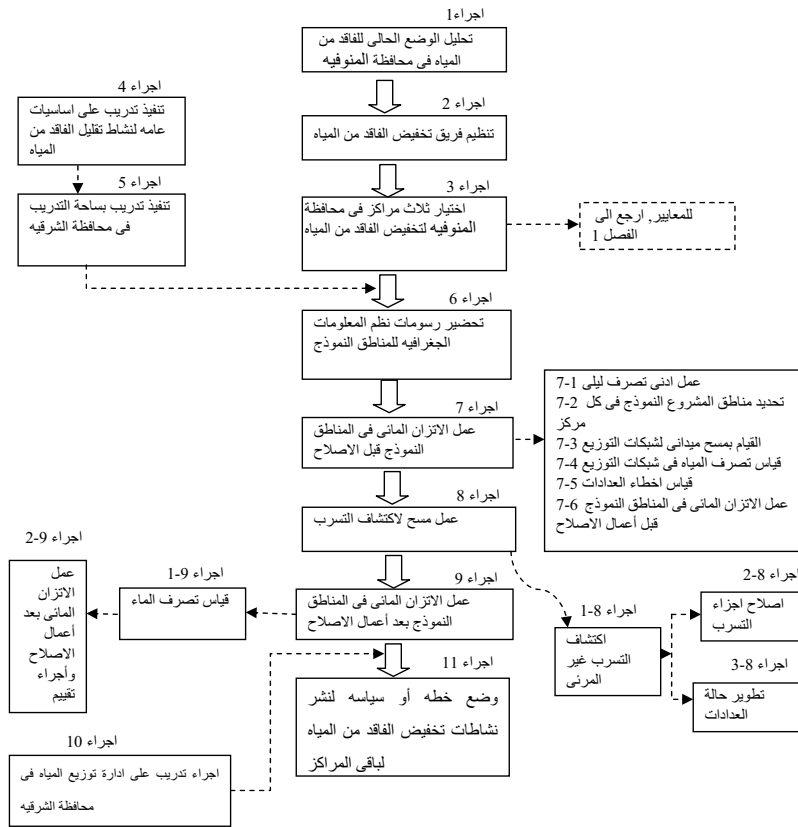 اجراء1
تحليل الوضع الحالى للفاقد من
المياه فى محافظة المنوفيه
اجراء 2
تنظيم فريق تخفيض الفاقد من المياه
اجراء 4
تنفيذ تدريب على اساسيات
عامه لنشاط تقليل الفاقد من
المياه
اجراء 5
تنفيذ تدريب بساحة التدريب
فى محافظة الشرقيه
اجراء 3
اختيار ثلاث مراكز فى محافظة
المنوفيه لتخفيض الفاقد من المياه
للمعايير, ارجع الى
الفصل 1
اجراء 6
تحضير رسومات نظم المعلومات
الجغرافيه للمناطق النموذج
اجراء 7
عمل الاتزان المائى فى المناطق
النموذج قبل الاصلاح
7-1 عمل ادنى تصرف ليلى
7-2 تحديد مناطق المشروع النموذج فى كل
مركز
7-3 القيام بمسح ميدانى لشبكات التوزيع
7-4 قياس تصرف المياه فى شبكات التوزيع
7-5 قياس اخطاء العدادات
7-6 عمل الاتزان المائى فى المناطق النموذج
قبل أعمال الاصلاح
اجراء 8
عمل مسح لاكتشاف التسرب
اجراء 8-1
اكتشاف
التسرب غير
المرئى
اجراء 8-2
اصلاح اجزاء
التسرب
اجراء 8-3
تطوير حالة
العدادات
اجراء 9
عمل الاتزان المائى فى المناطق
النموذج بعد أعمال الاصلاح
اجراء 9-1
قياس تصرف الماء
اجراء 9-2
عمل
الاتزان
المائى بعد
أعمال
الاصلاح
وأجراء
تقييم
اجراء 10
اجراء تدريب على ادارة توزيع المياه فى
محافظة الشرقيه
اجراء 11
وضع خطه أو سياسه لنشر
نشاطات تخفيض الفاقد من المياه
لباقى المراكز